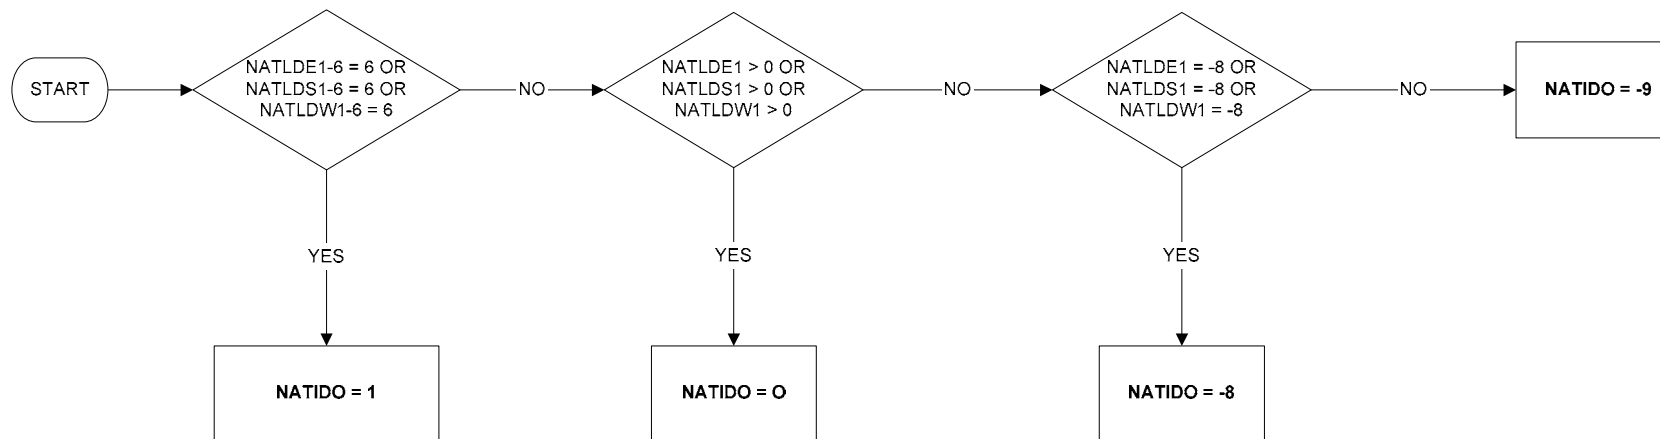 START
NATLDE1-6 = 6 OR
NATLDS1-6 = 6 OR
NATLDW1-6 = 6
NO
NATLDE1 > 0 OR
NATLDS1 > 0 OR
NATLDW1 > 0
NO
NATLDE1 = -8 OR
NATLDS1 = -8 OR
NATLDW1 = -8
NO
NATIDO = -9
YES
YES
YES
NATIDO = 1
NATIDO = O
NATIDO = -8